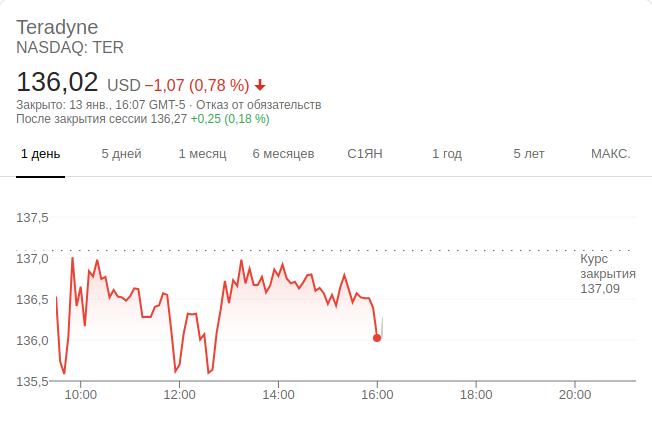 Teradyne
NASDAQ: TER
136,02 USD −1,07 (0,78 %)
Закрыто: 13 янв., 16:07 GMT-5 · Отказ от обязательств
После закрытия сессии 136,27 +0,25 (0,18 %)
1 день 5 дней 1 месяц 6 месяцев С1ЯН 1 год 5 лет МАКС.
137,5
137,0
136,5
136,0
135,5
Курс
закрытия
137,09
10:00 12:00 14:00 16:00 18:00 20:00